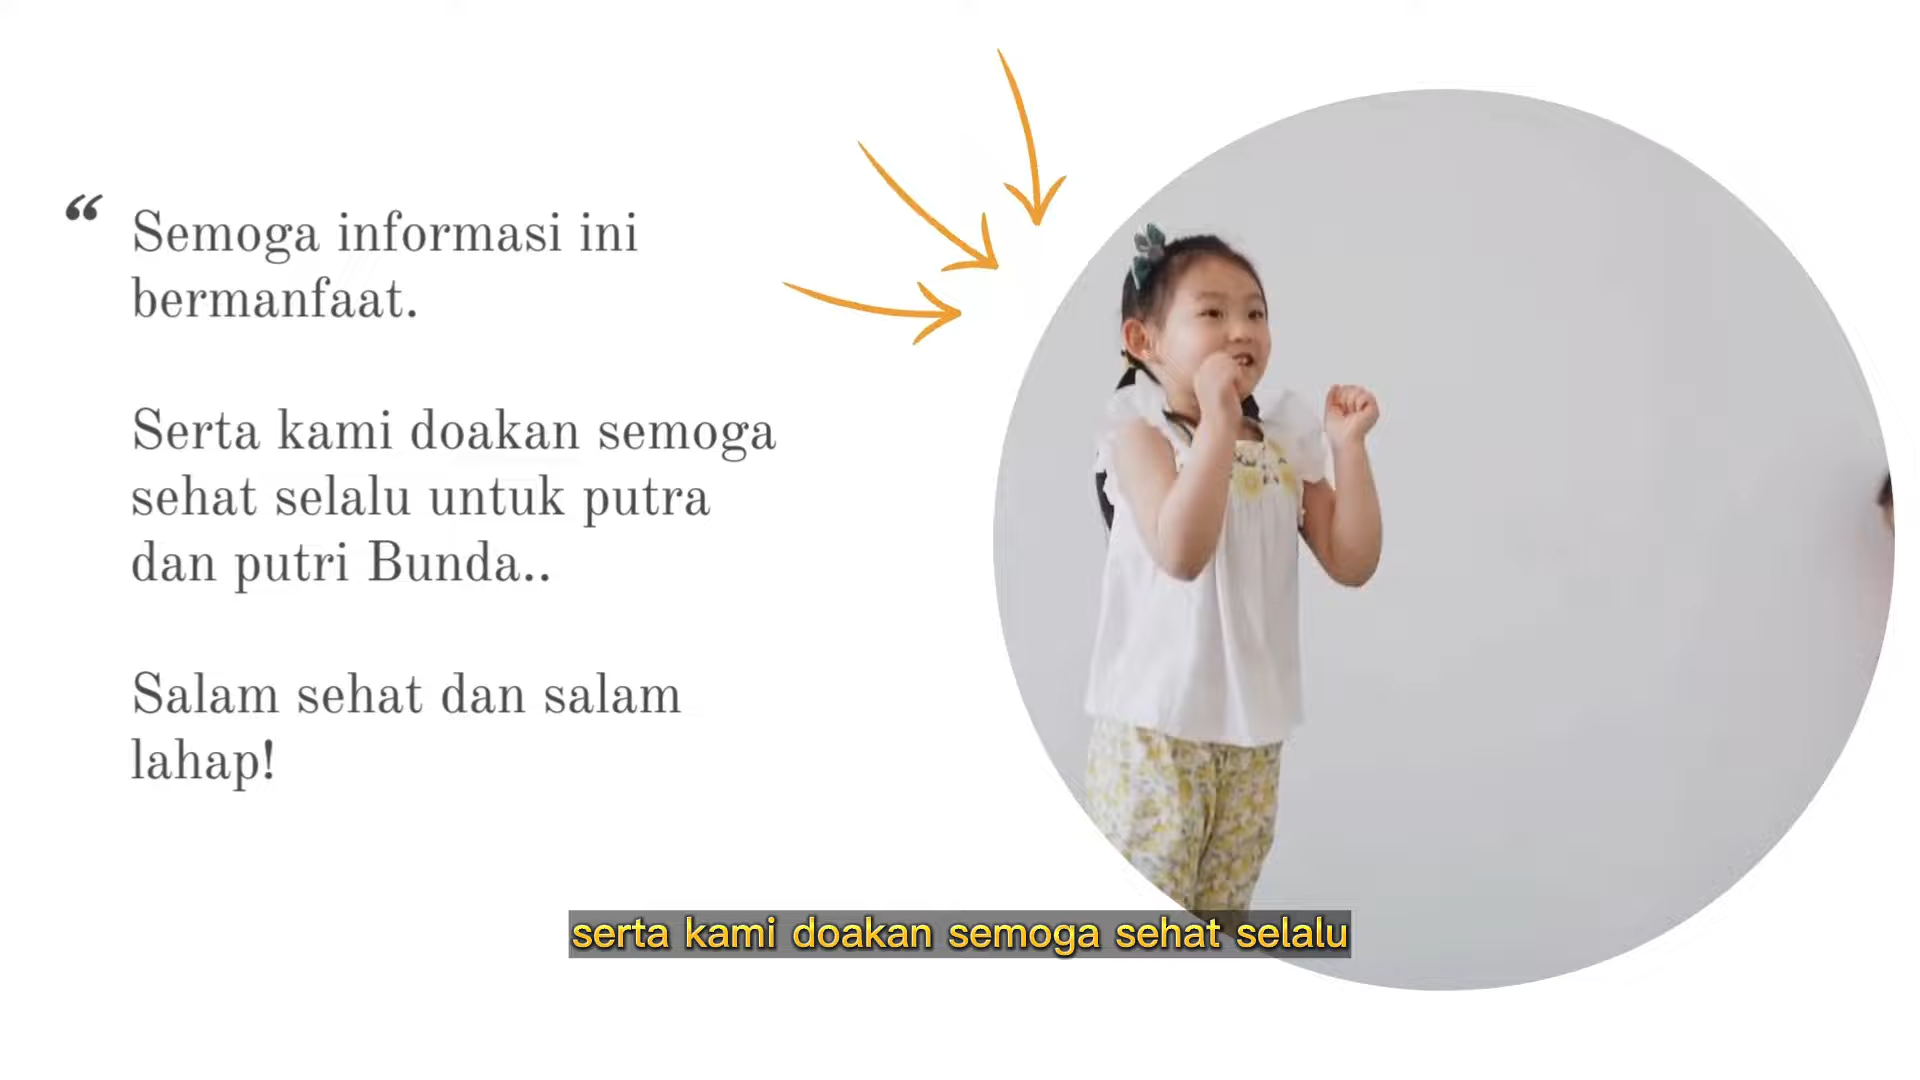 “ Semoga informasi ini
bermanfaat.
Serta kami doakan semoga
sehat selalu untuk putra
dan putri Bunda..
Salam sehat dan salam
lahap!
serta kami doakan semoga sehat selalu